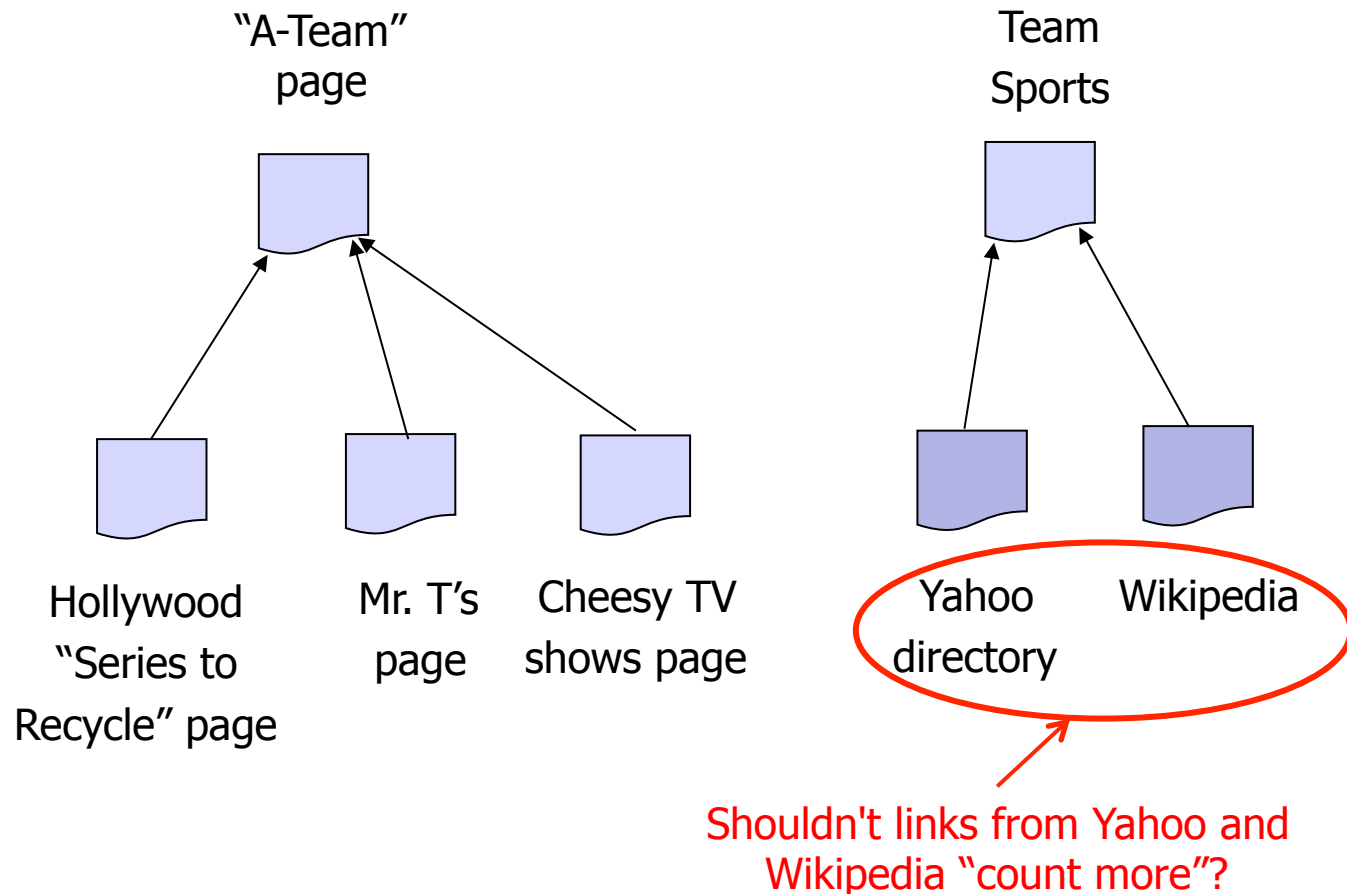 “A-Team”
page
Team
Sports
Hollywood
“Series to
Recycle” page
Mr. T’s
page
Cheesy TV
shows page
Yahoo
directory
Wikipedia
Shouldn't links from Yahoo and
Wikipedia “count more”?